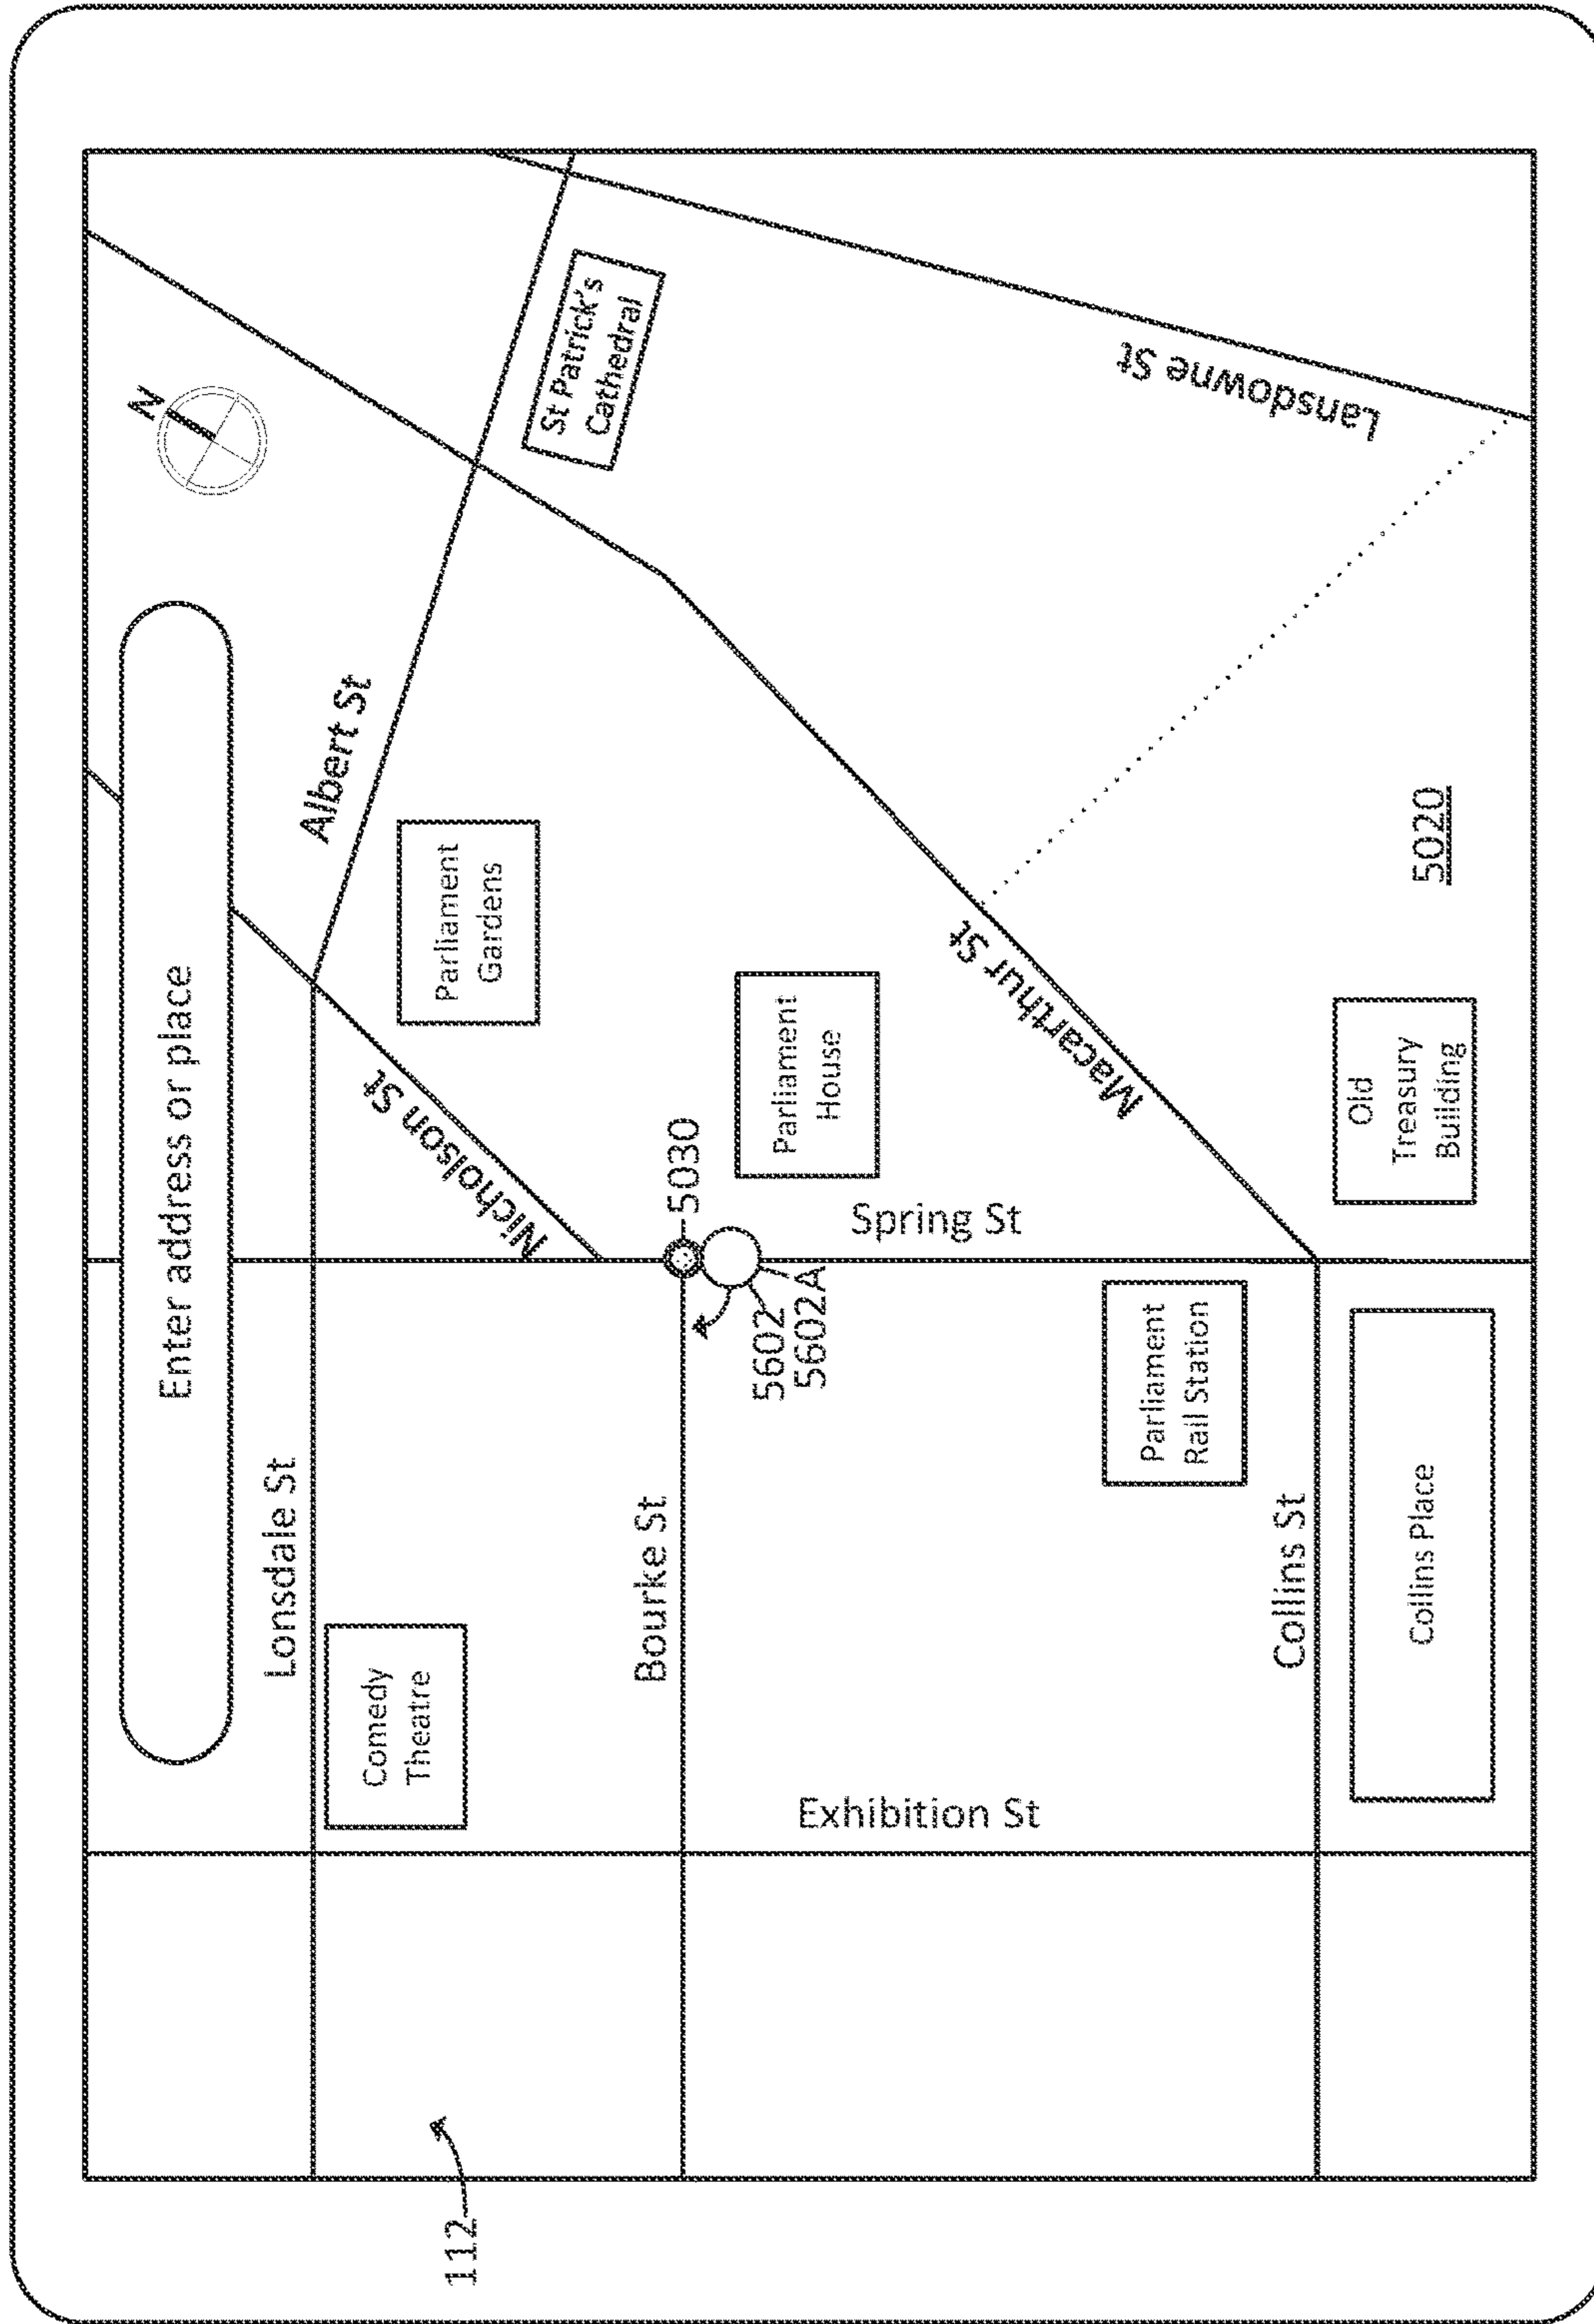 Enter address or place
N
Lonsdale St
Albert St
Comedy
Theatre
Nicholson St
Parliament
Gardens
St Patrick's
Cathedral
112
Bourke St
5030
5602
5602A
Parliament
House
Exhibition St
Spring St
Macarthur St
Lansdowne St
Parliament
Rail Station
Collins St
Collins Place
Old
Treasury
Building
5020